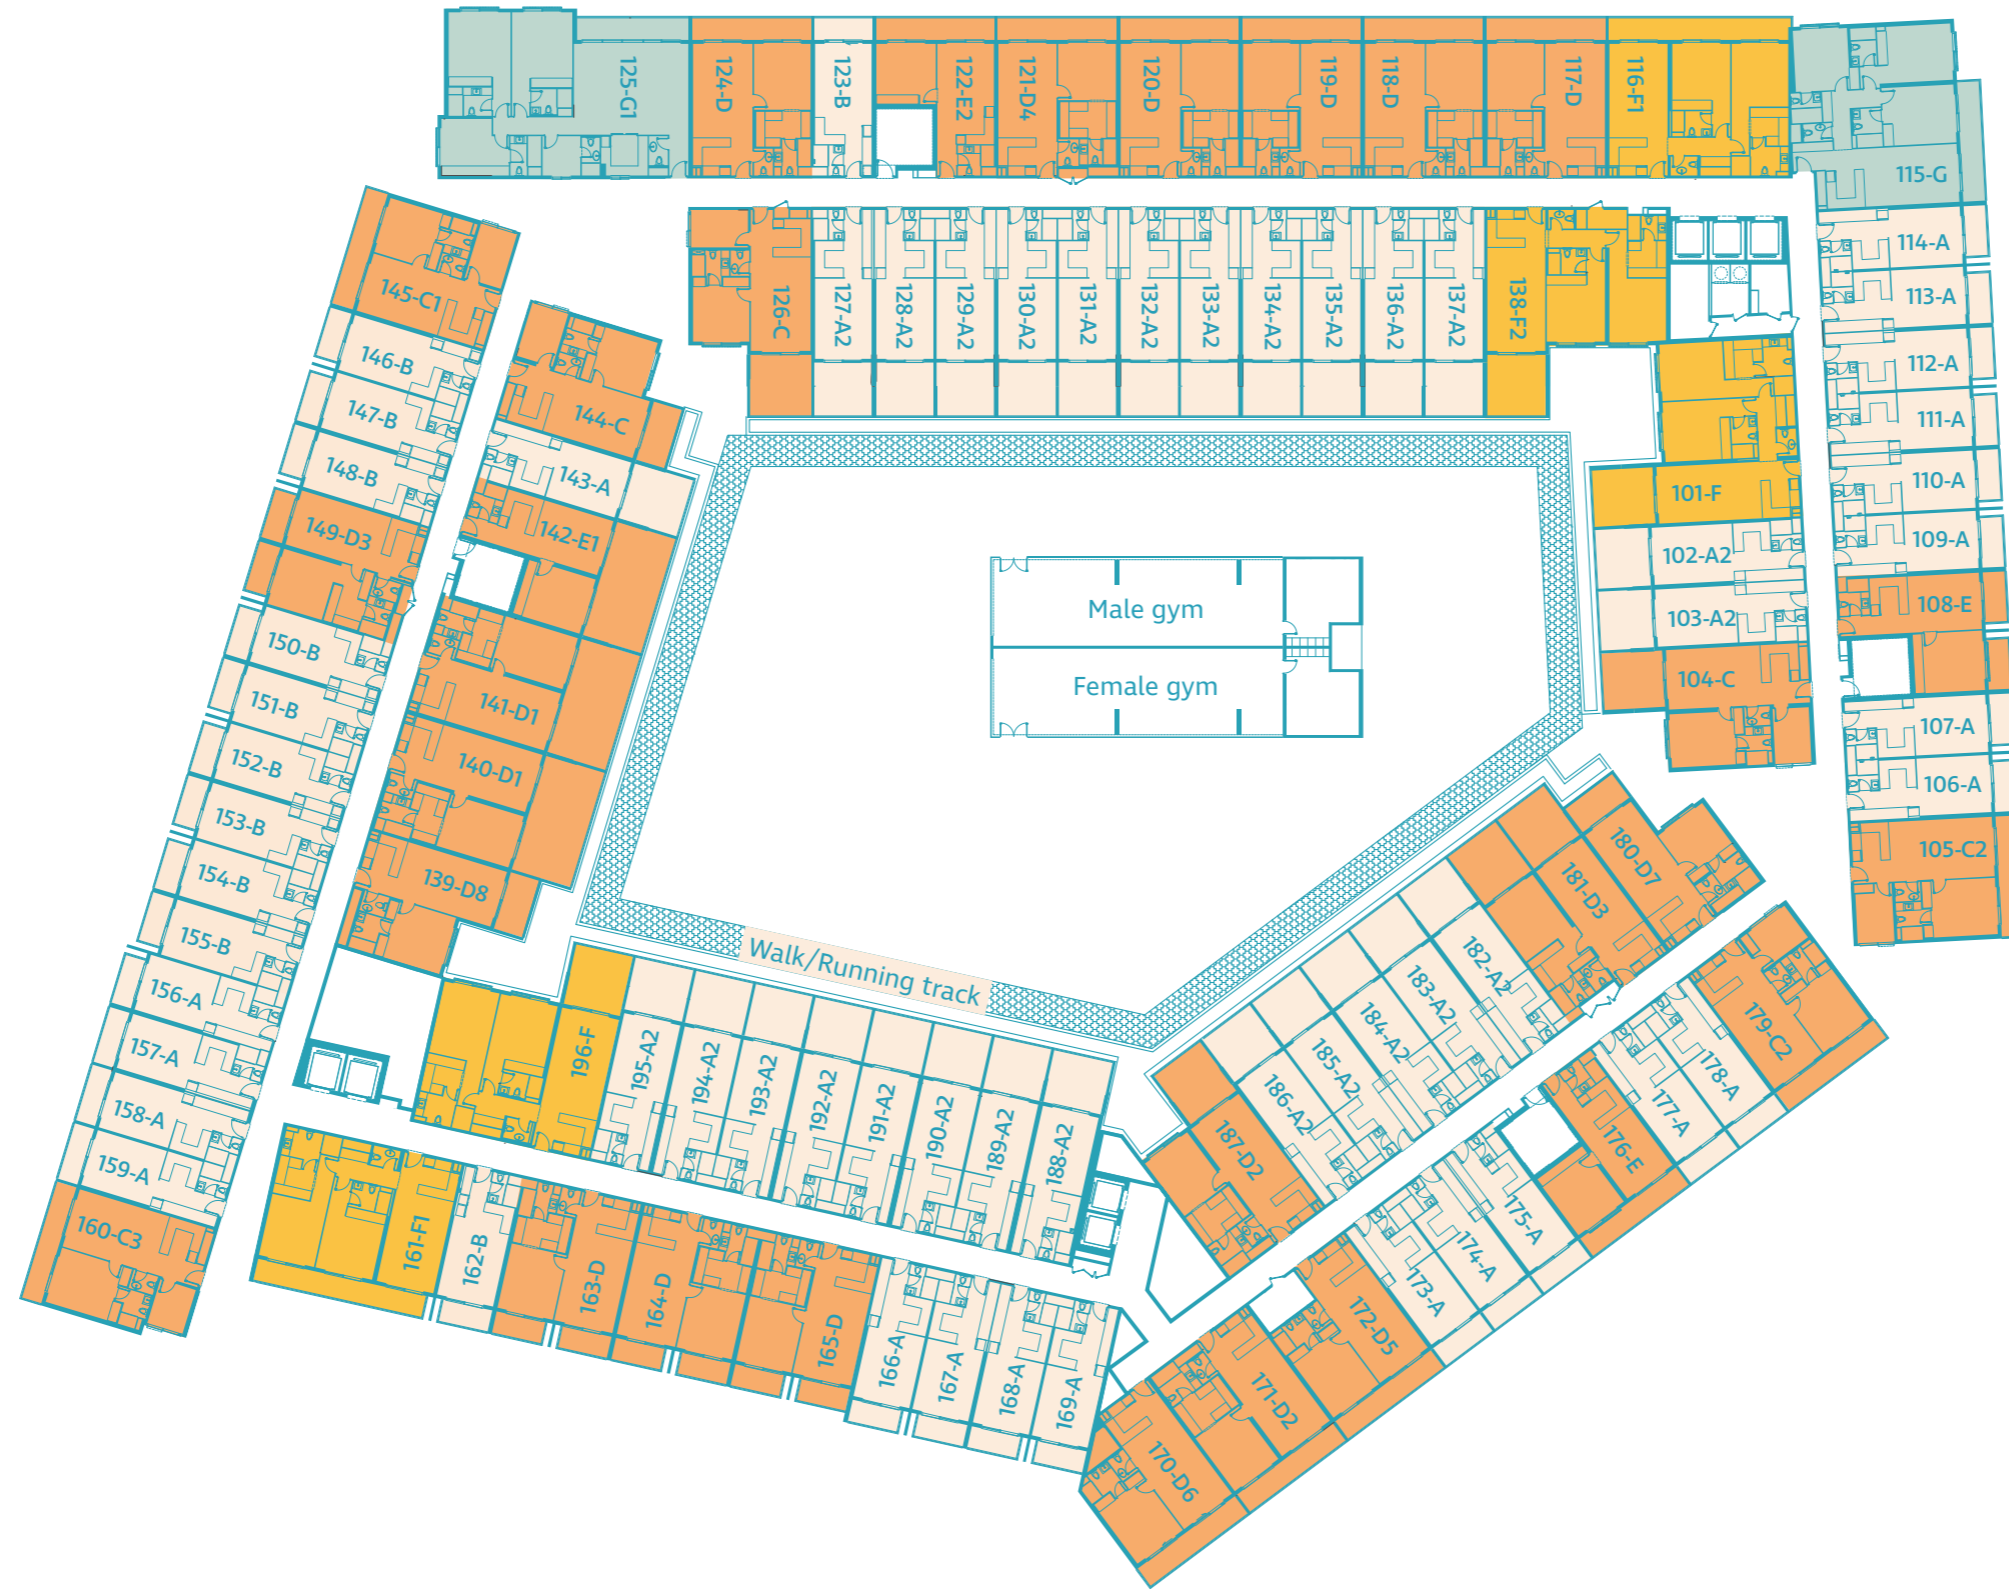 125-G1
124-D
123-B
122-E2
121-D4
120-D
119-D
118-D
117-D
116-F1
115-G
114-A
113-A
112-A
111-A
110-A
109-A
108-E
107-A
106-A
105-C2
126-C
127-A2
128-A2
129-A2
130-A2
131-A2
132-A2
133-A2
134-A2
135-A2
136-A2
137-A2
138-F2
101-F
102-A2
103-A2
104-C
145-C1
146-B
147-B
148-B
149-D3
150-B
151-B
152-B
153-B
154-B
155-B
156-A
157-A
158-A
159-A
160-C3
144-C
143-A
142-E1
141-D1
140-D1
139-D8
Male gym
Female gym
Walk/Running track
196-F
195-A2
194-A2
193-A2
192-A2
191-A2
190-A2
189-A2
188-A2
187-D2
186-A2
185-A2
184-A2
183-A2
182-A2
181-D3
180-D7
179-C2
178-A
177-A
176-E
175-A
174-A
173-A
172-D5
171-D2
170-D6
161-F1
162-B
163-D
164-D
165-D
166-A
167-A
168-A
169-A